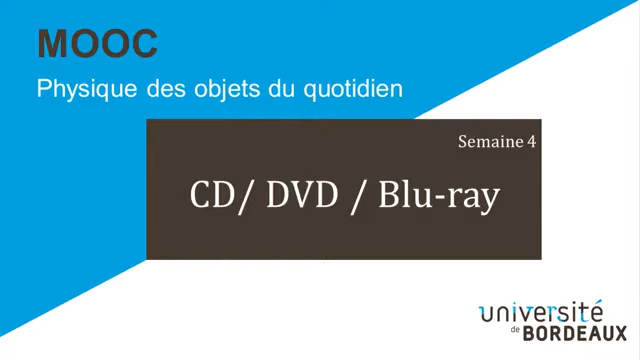 MOOC
Physique des objets du quotidien
Semaine 4
CD/ DVD / Blu-ray
université
de BORDEAUX